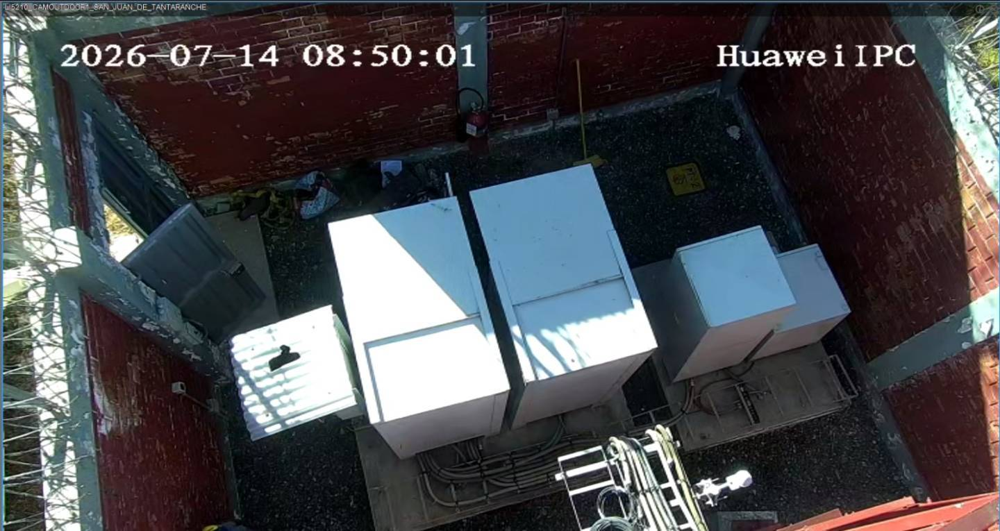 LI5210_CAMOUTDOOR1_SAN_JUAN_DE_TANTARANCHE
2026-07-14 08:50:01
HuaweiIPC